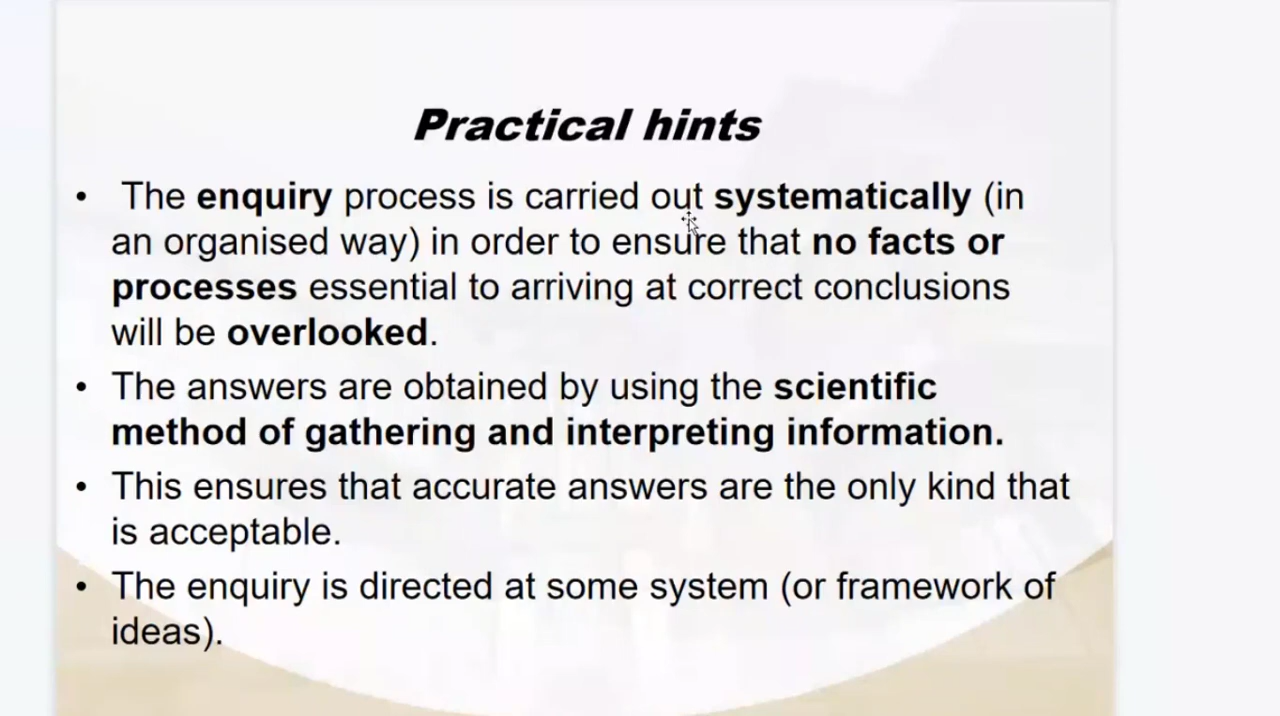 Practical hints
• The enquiry process is carried out systematically (in
an organised way) in order to ensure that no facts or
processes essential to arriving at correct conclusions
will be overlooked.
• The answers are obtained by using the scientific
method of gathering and interpreting information.
• This ensures that accurate answers are the only kind that
is acceptable.
• The enquiry is directed at some system (or framework of
ideas).